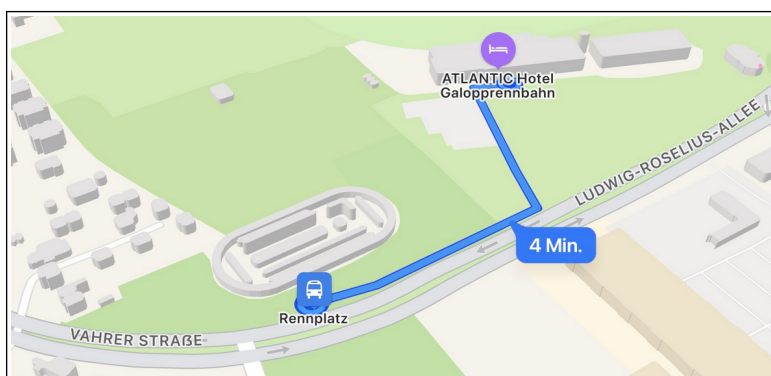 ATLANTIC Hotel
Galopprennbahn
LUDWIG-ROSELIUS-ALLEE
4 Min.
Rennplatz
VAHRER STRAßE